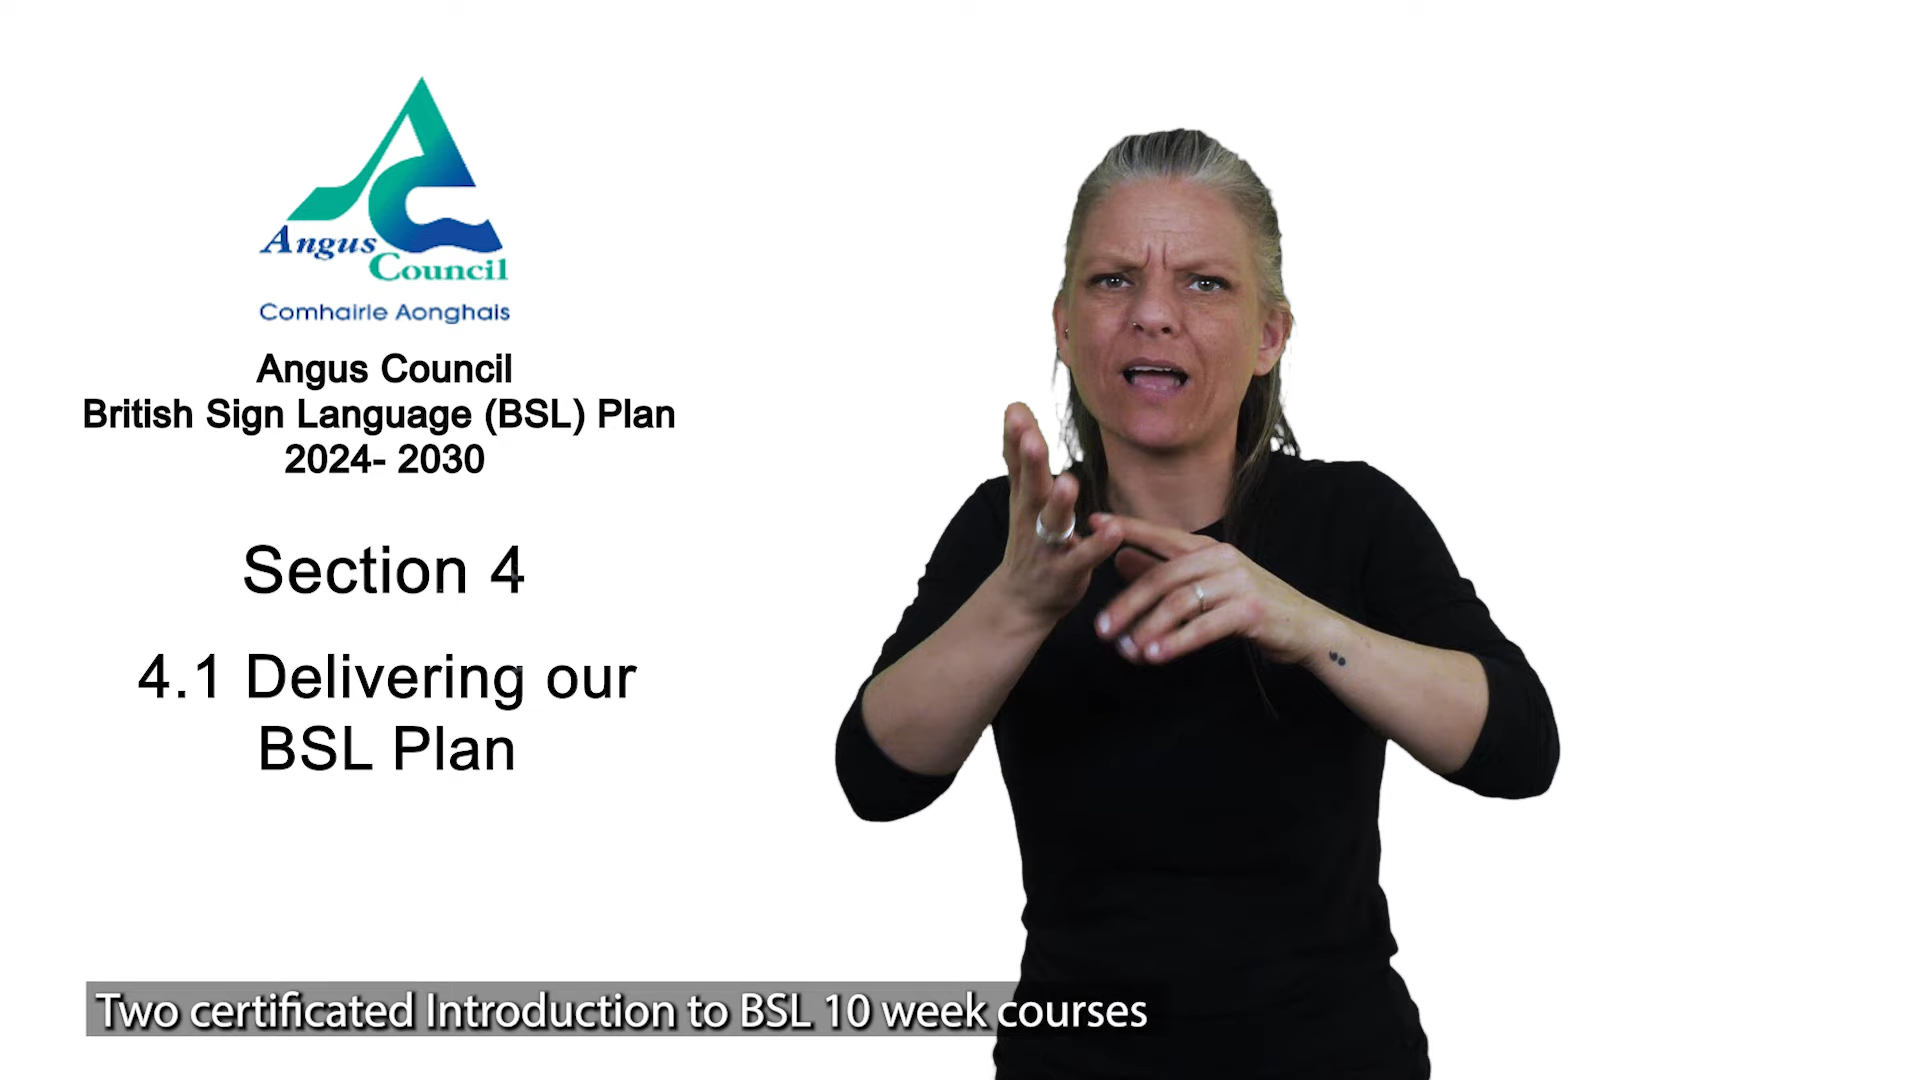 Angus
Council
Comhairle Aonghais
Angus Council
British Sign Language (BSL) Plan
2024- 2030
Section 4
4.1 Delivering our
BSL Plan
Two certificated Introduction to BSL 10 week courses